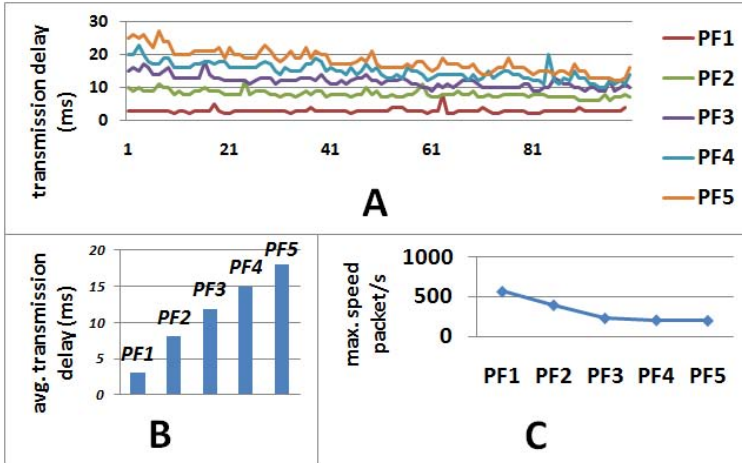 transmission delay
(ms)
40
30
20
10
0
1
21
41
61
81
PF1
PF2
PF3
PF4
PF5
A
avg. transmission
delay (ms)
20
15
10
5
0
PF1
PF2
PF3
PF4
PF5
B
max. speed
packet/s
1000
500
0
PF1 PF2 PF3 PF4 PF5
C